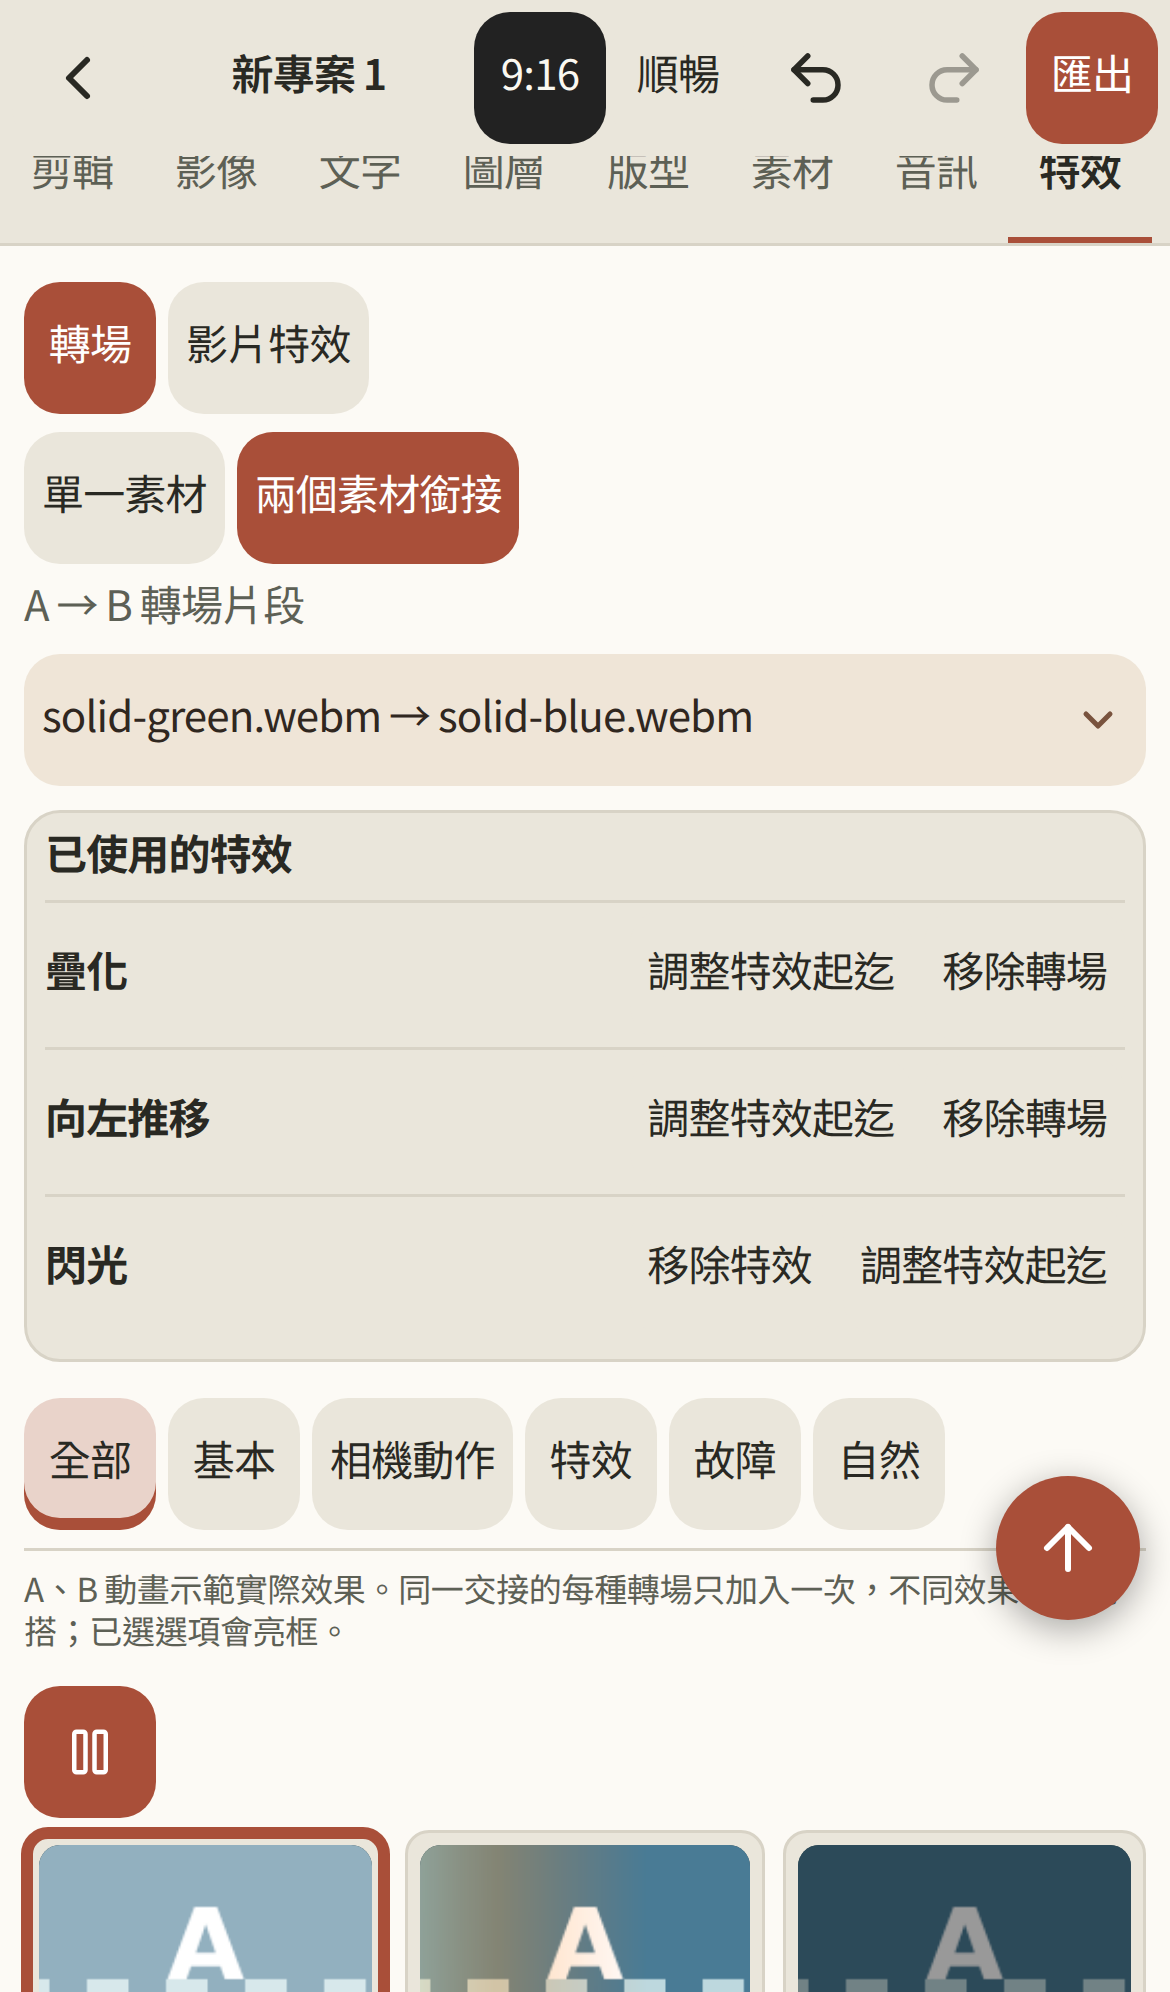 新專案 1 9:16 順暢 匯出
剪輯 影像 文字 圖層 版型 素材 音訊 特效
轉場 影片特效
單一素材 兩個素材銜接
A → B 轉場片段
solid-green.webm → solid-blue.webm
已使用的特效
疊化 調整特效起迄 移除轉場
向左推移 調整特效起迄 移除轉場
閃光 移除特效 調整特效起迄
全部 基本 相機動作 特效 故障 自然
A、B 動畫示範實際效果。同一交接的每種轉場只加入一次，不同效果
搭；已選選項會亮框。
A A A